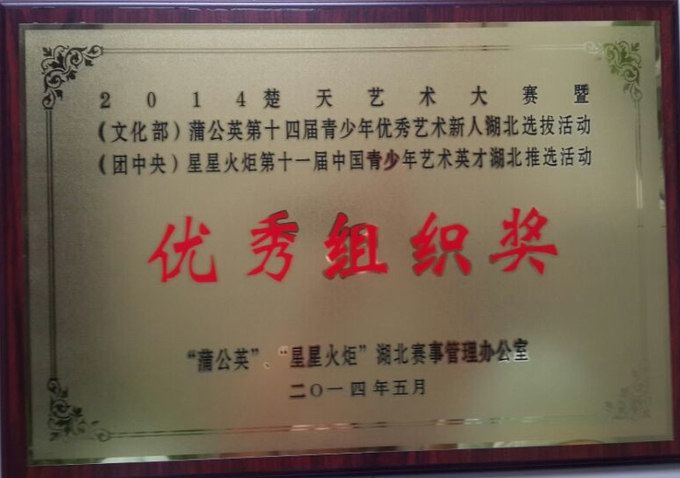 2014楚天艺术大赛暨
（文化部）蒲公英第十四届青少年优秀艺术新人湖北选拔活动
（团中央）星星火炬第十一届中国青少年艺术英才湖北推选活动
优秀组织奖
“蒲公英”、“星星火炬”湖北赛事管理办公室
二〇一四年五月